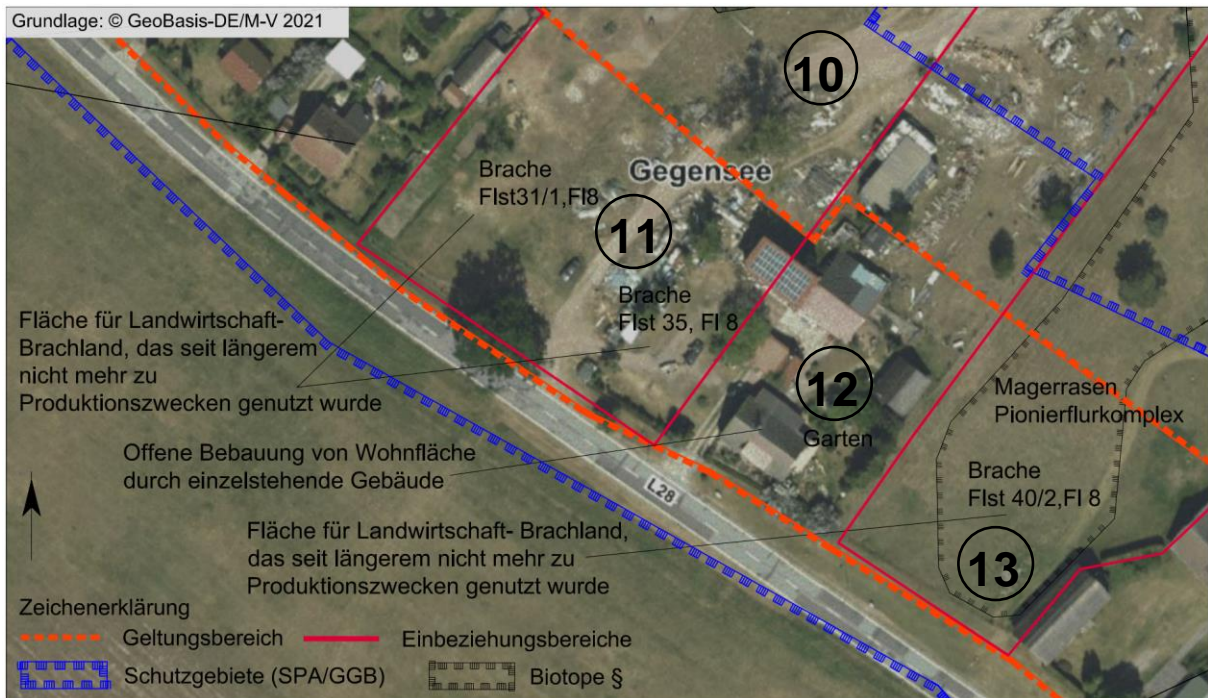 Grundlage: © GeoBasis-DE/M-V 2021
10
Brache
Flst31/1,Fl8
Gegensee
11
Brache
Flst 35, Fl 8
Fläche für Landwirtschaft-
Brachland, das seit längerem
nicht mehr zu
Produktionszwecken genutzt wurde
12
Garten
Magerrasen
Pionierflurkomplex
Offene Bebauung von Wohnfläche
durch einzelstehende Gebäude
L28
Brache
Flst 40/2,Fl 8
Fläche für Landwirtschaft- Brachland,
das seit längerem nicht mehr zu
Produktionszwecken genutzt wurde
13
Zeichenerklärung
Geltungsbereich
Einbeziehungsbereiche
Schutzgebiete (SPA/GGB)
Biotope §